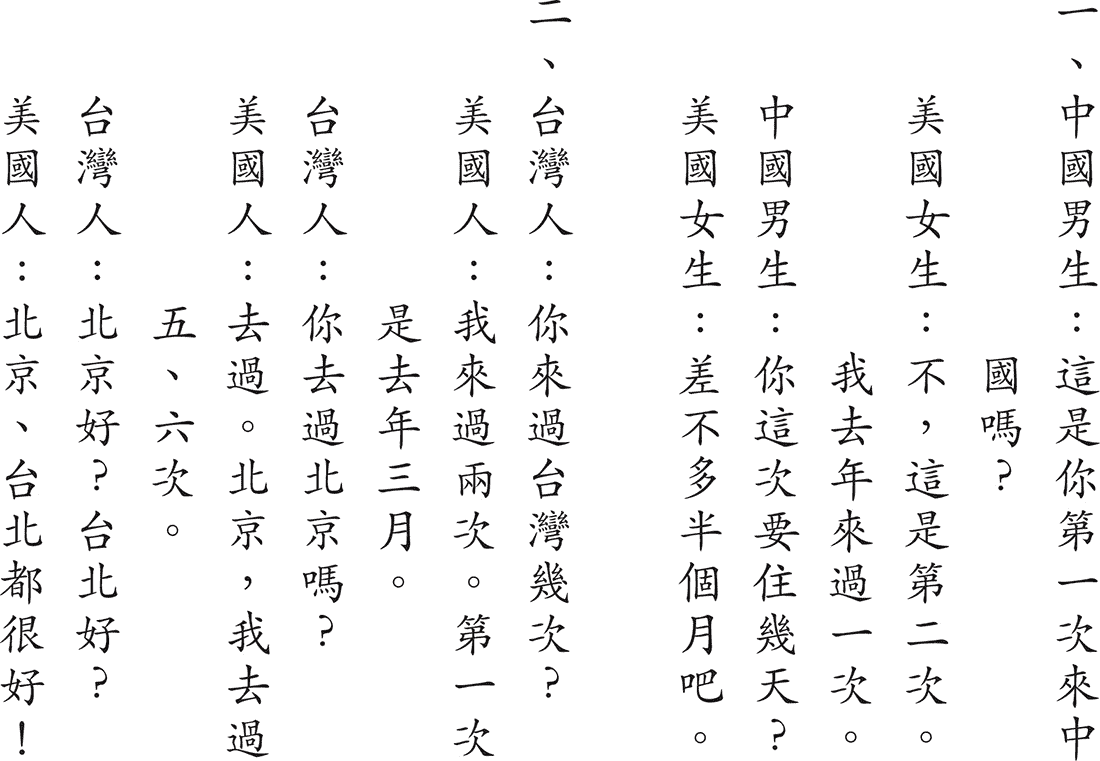 一、中國男生：這是你第一次來中
國嗎？
美國女生：不，這是第二次。
我去年來過一次。
中國男生：你這次要住幾天？
美國女生：差不多半個月吧。
二、台灣人：你來過台灣幾次？
美國人：我來過兩次。第一次
是去年三月。
台灣人：你去過北京嗎？
美國人：去過。北京，我去過
五、六次。
台灣人：北京好？台北好？
美國人：北京、台北都很好！